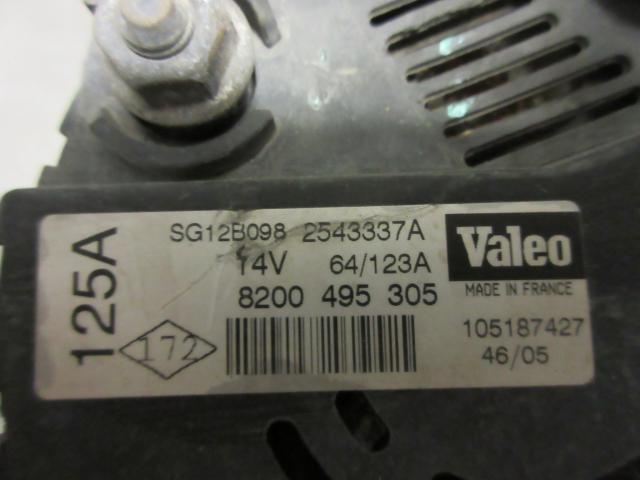 125A
SG12B098 2543337A
14V 64/123A
8200 495 305
172
Valeo
MADE IN FRANCE
105187427
46/05